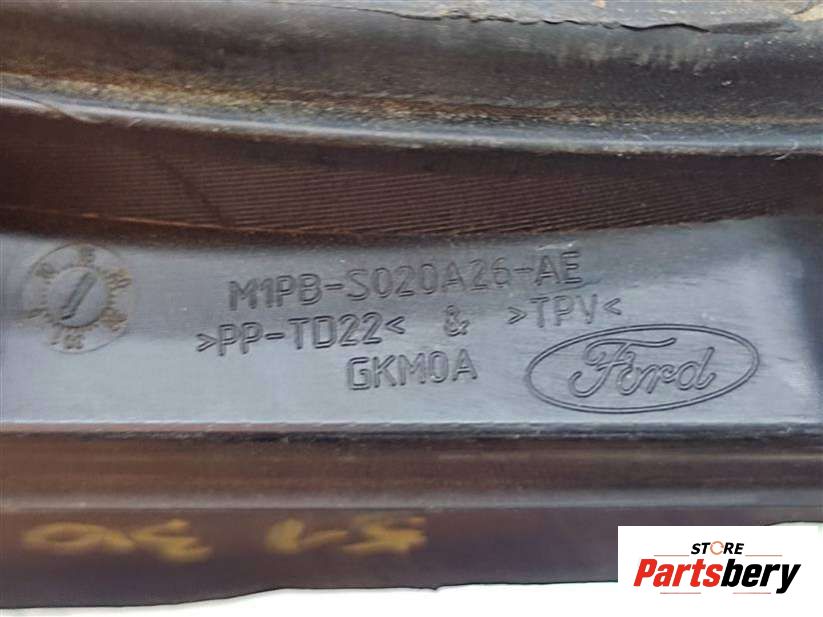 M1PB-S020A26-AE
>PP-TD22< & >TPV<
GKM0A
Ford
STORE
Partsbery